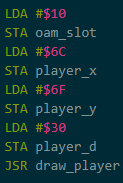 LDA #$10
STA oam_slot
LDA #$6C
STA player_x
LDA #$6F
STA player_y
LDA #$30
STA player_d
JSR draw_player